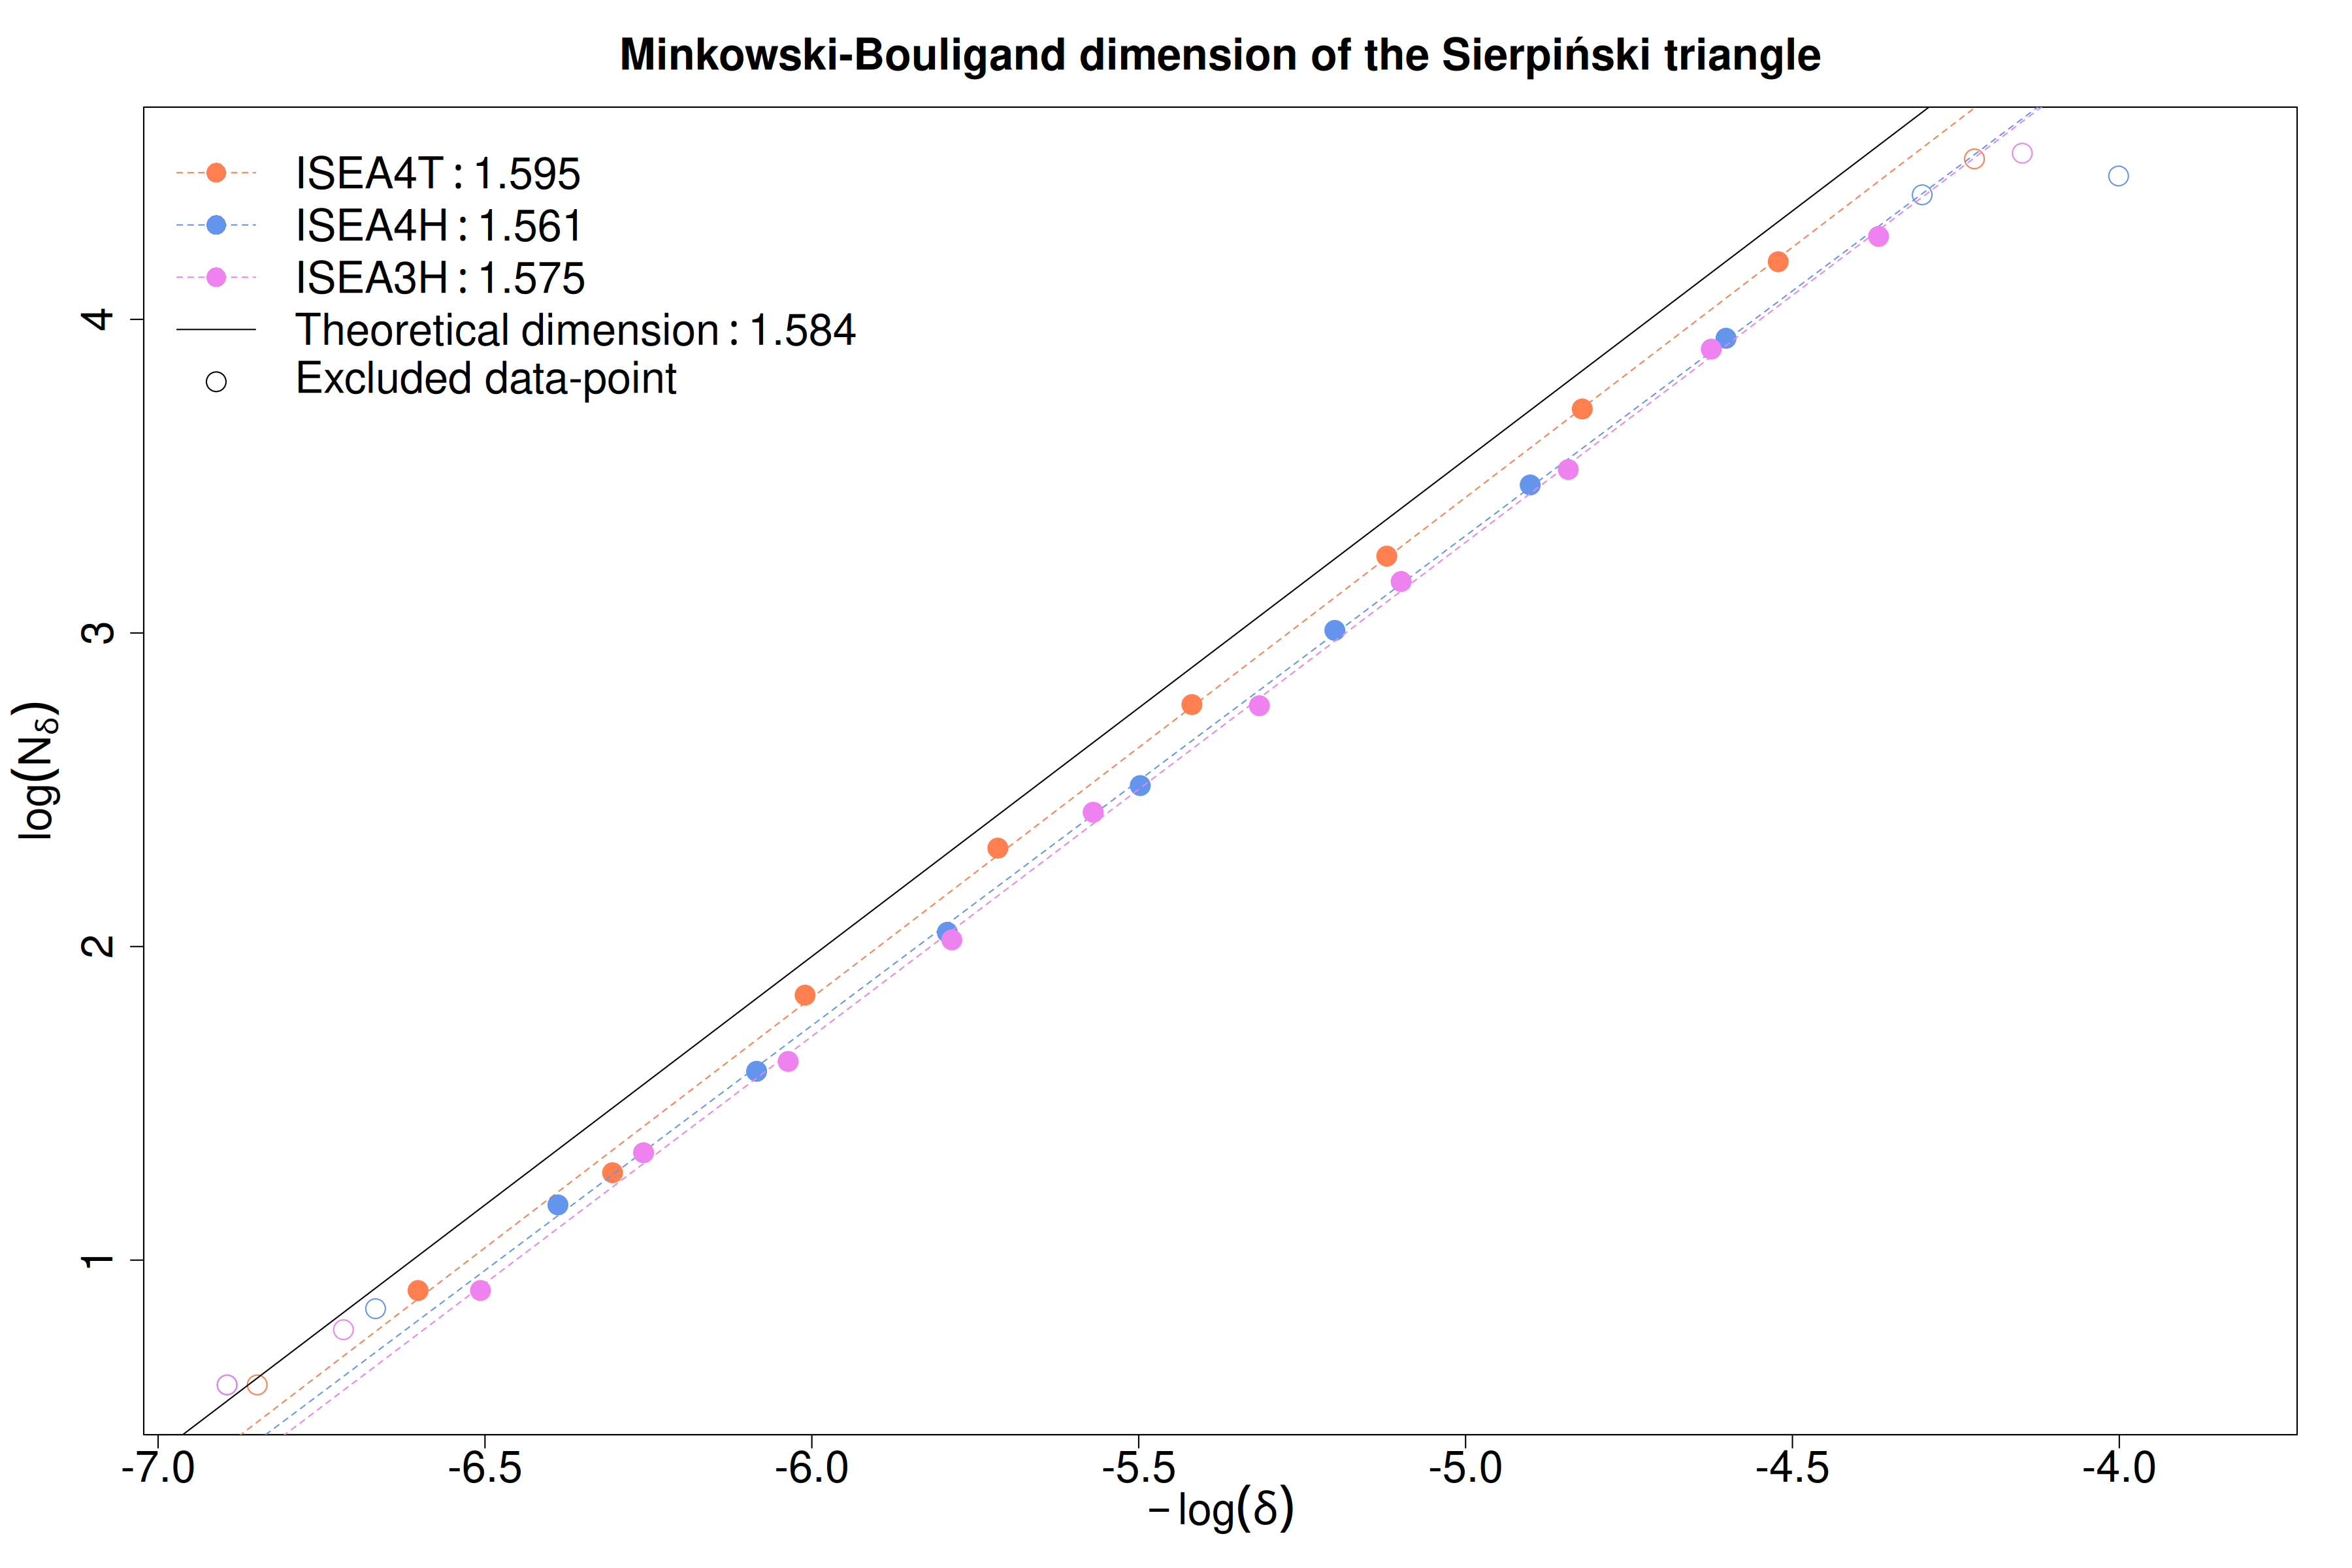 Minkowski-Bouligand dimension of the Sierpiński triangle
ISEA4T : 1.595
ISEA4H : 1.561
ISEA3H : 1.575
Theoretical dimension : 1.584
Excluded data-point
4
3
2
1
log(Nδ)
-7.0 -6.5 -6.0 -5.5 -5.0 -4.5 -4.0
− log(δ)